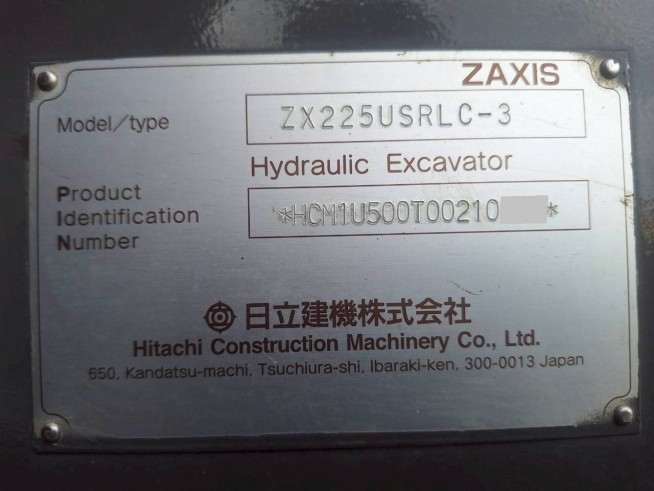 ZAXIS
Model/type ZX225USRLC-3
Hydraulic Excavator
Product
Identification
Number
*HCM1U500T00210 *
日立建機株式会社
Hitachi Construction Machinery Co., Ltd.
650, Kandatsu-machi, Tsuchiura-shi, Ibaraki-ken, 300-0013 Japan